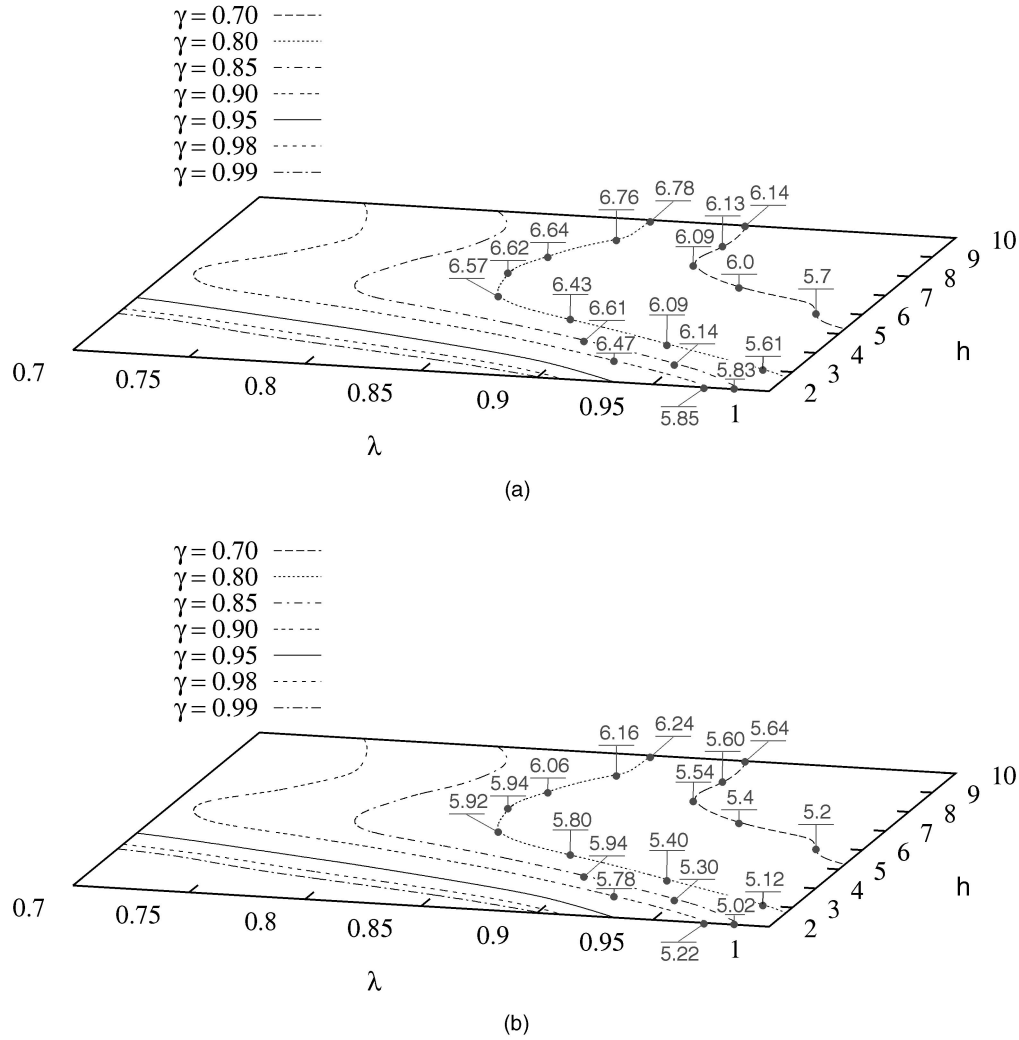 γ = 0.70
γ = 0.80
γ = 0.85
γ = 0.90
γ = 0.95
γ = 0.98
γ = 0.99
6.76 6.78 6.13 6.14
6.64 6.09
6.62
6.57 6.43 6.0 5.7
6.61 6.09
6.47 6.14 5.61
5.83
5.85
10
9
8
7
6
5
4
3
2
h
0.7 0.75 0.8 0.85 0.9 0.95 1
λ
(a)
γ = 0.70
γ = 0.80
γ = 0.85
γ = 0.90
γ = 0.95
γ = 0.98
γ = 0.99
6.16 6.24 5.60 5.64
6.06 5.54
5.94
5.92 5.80 5.4 5.2
5.94 5.40
5.78 5.30 5.12
5.02
5.22
10
9
8
7
6
5
4
3
2
h
0.7 0.75 0.8 0.85 0.9 0.95 1
λ
(b)